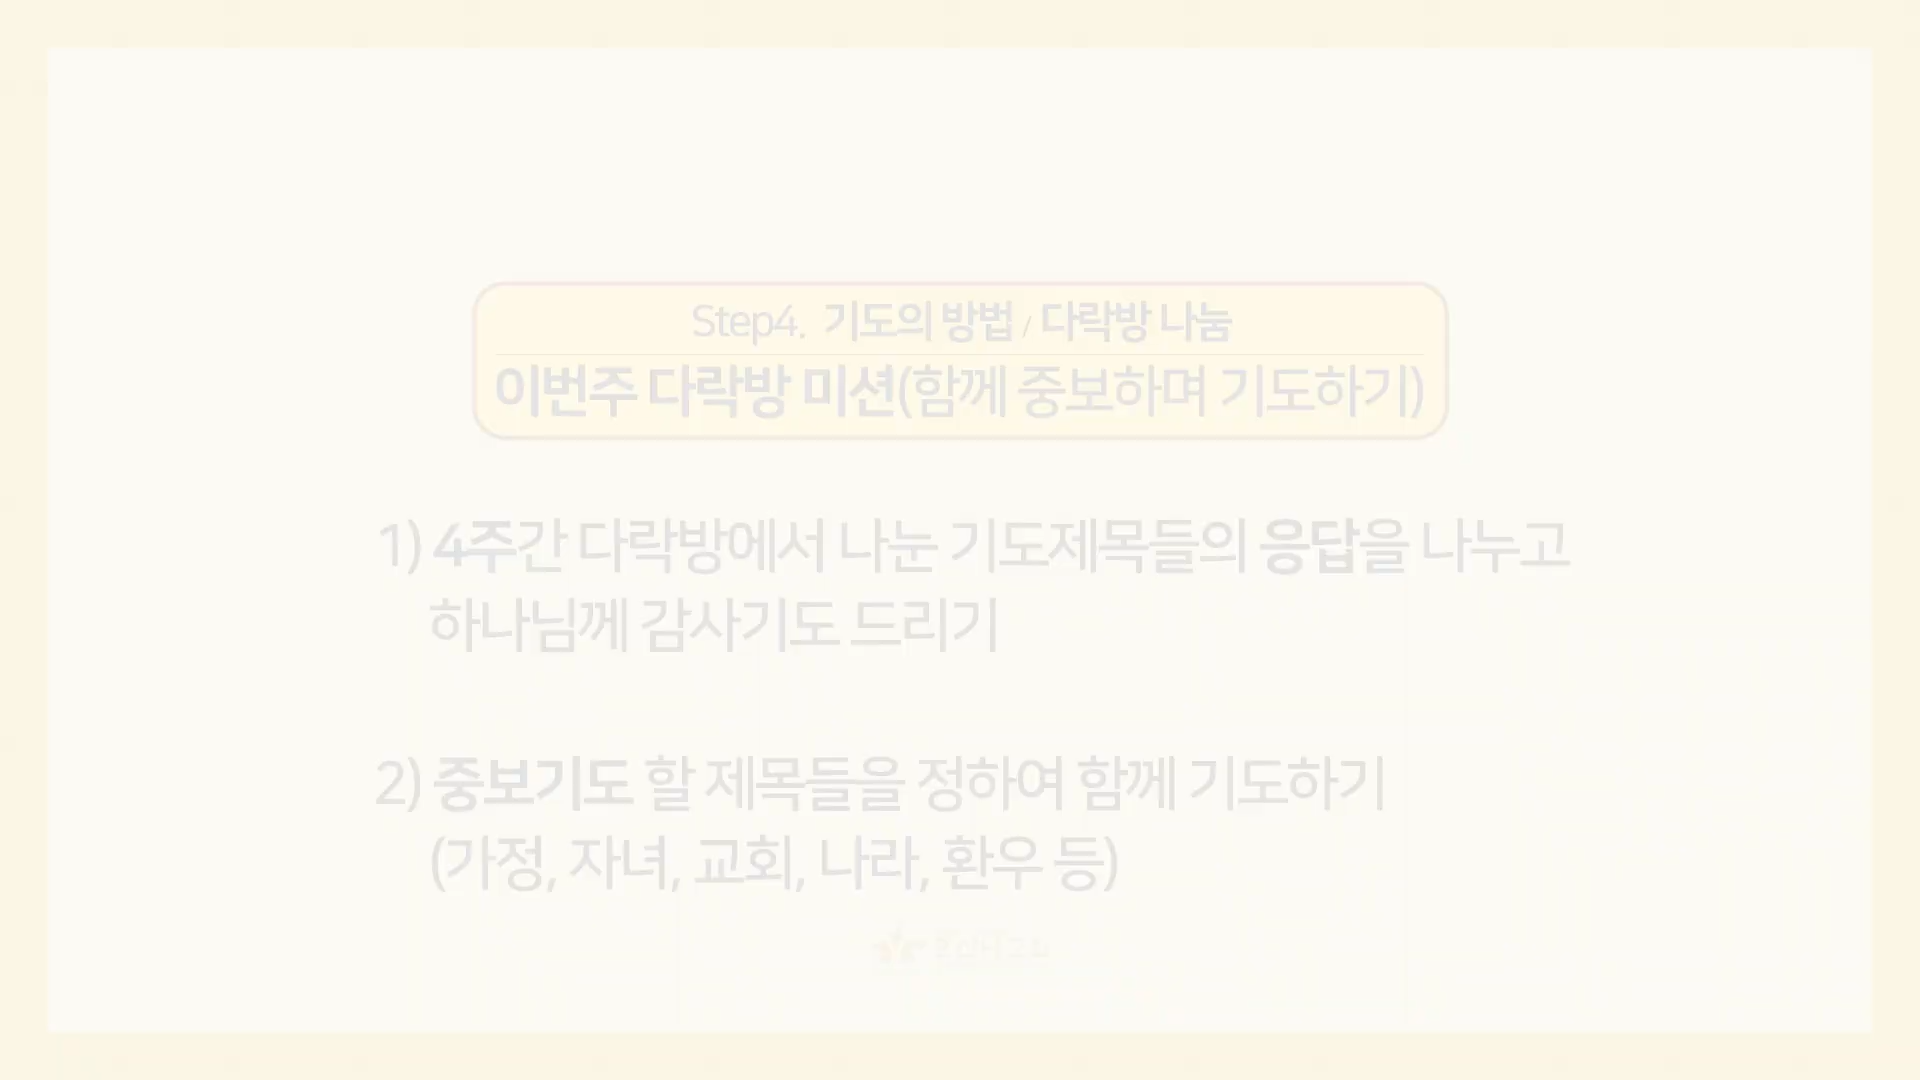 Step4. 기도의 방법 / 다락방 나눔
이번주 다락방 미션(함께 중보하며 기도하기)
1) 4주간 다락방에서 나눈 기도제목들의 응답을 나누고
하나님께 감사기도 드리기
2) 중보기도 할 제목들을 정하여 함께 기도하기
(가정, 자녀, 교회, 나라, 환우 등)